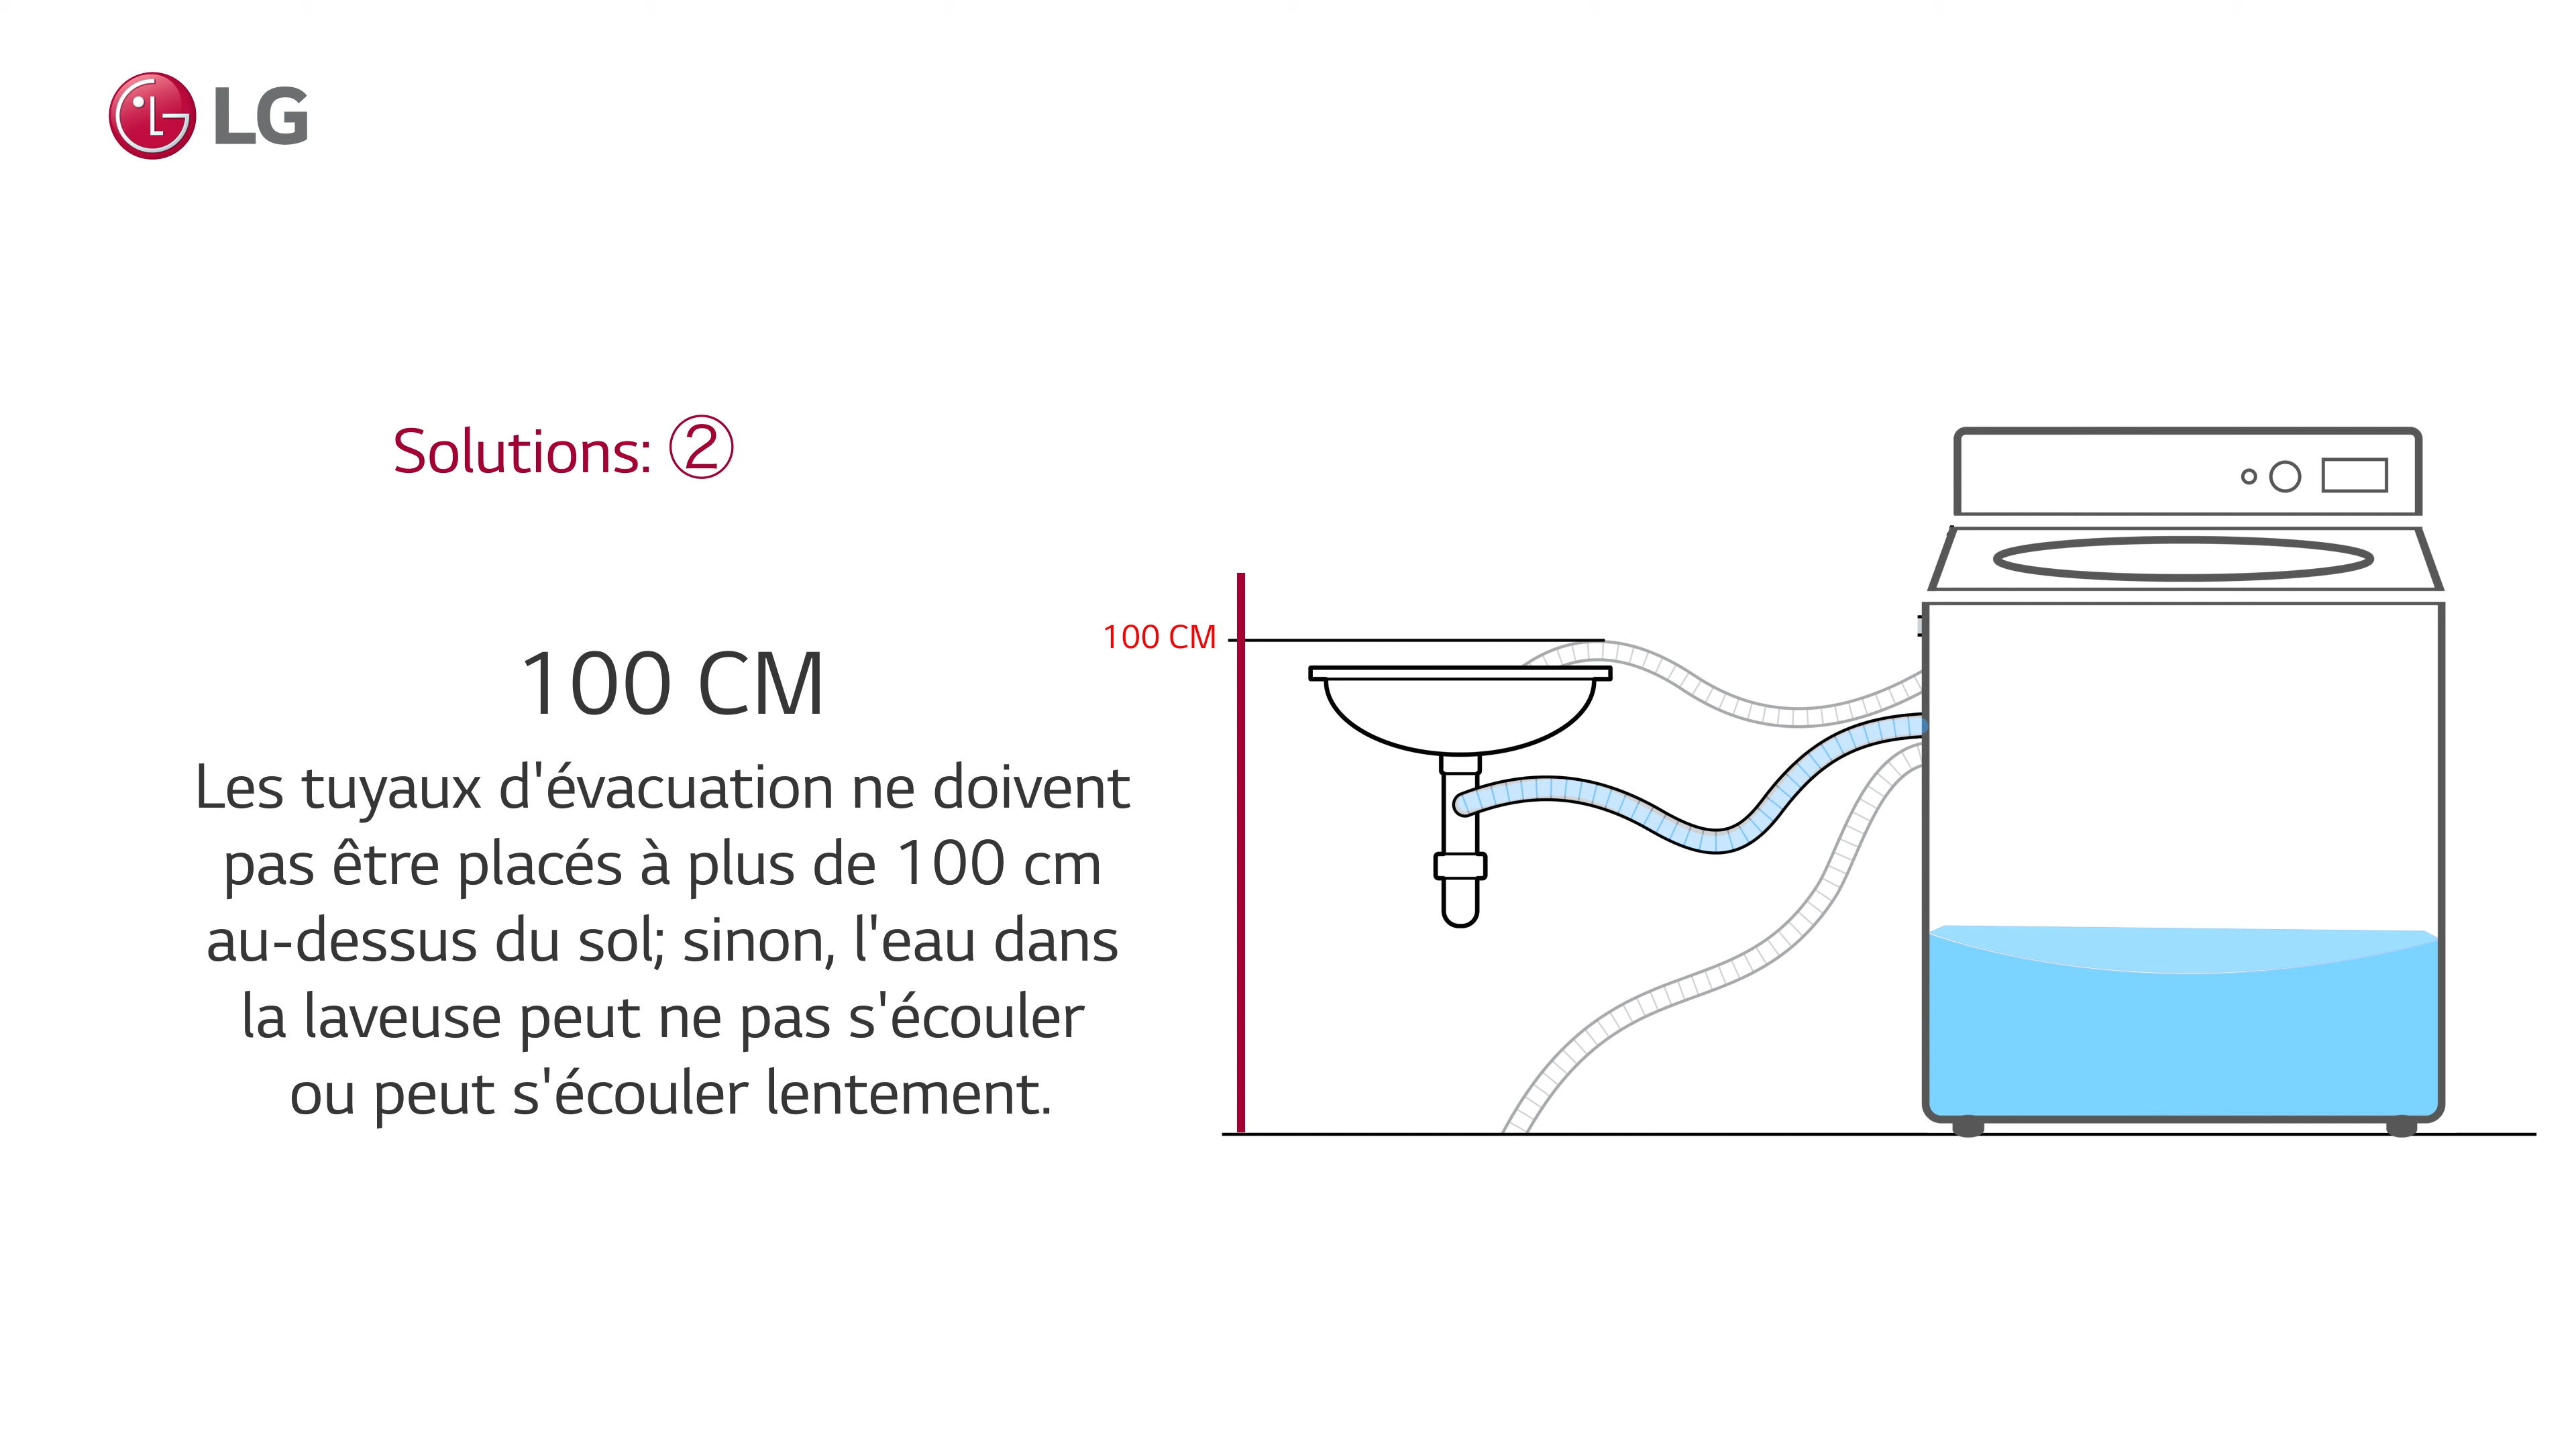 LG
Solutions: ②
100 CM
Les tuyaux d'évacuation ne doivent
pas être placés à plus de 100 cm
au-dessus du sol; sinon, l'eau dans
la laveuse peut ne pas s'écouler
ou peut s'écouler lentement.
100 CM